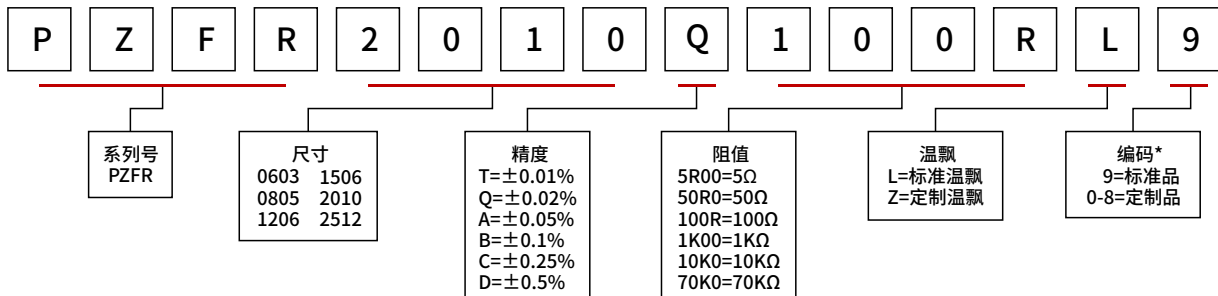 P Z F R 2 0 1 0 Q 1 0 0 R L 9
系列号
PZFR
尺寸
0603 1506
0805 2010
1206 2512
精度
T=±0.01%
Q=±0.02%
A=±0.05%
B=±0.1%
C=±0.25%
D=±0.5%
阻值
5R00=5Ω
50R0=50Ω
100R=100Ω
1K00=1KΩ
10K0=10KΩ
70K0=70KΩ
温飘
L=标准温飘
Z=定制温飘
编码*
9=标准品
0-8=定制品